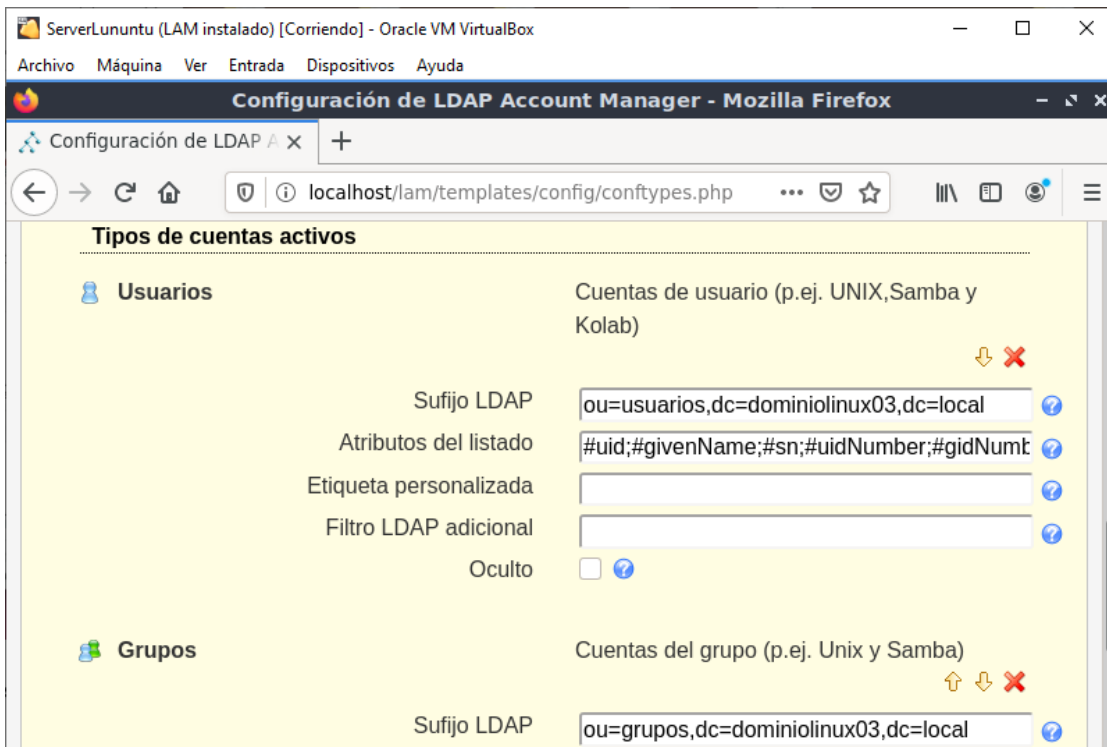 ServerLununtu (LAM instalado) [Corriendo] - Oracle VM VirtualBox
Archivo Máquina Ver Entrada Dispositivos Ayuda
Configuración de LDAP Account Manager - Mozilla Firefox
Configuración de LDAP A
localhost/lam/templates/config/conftypes.php
Tipos de cuentas activos
Usuarios
Cuentas de usuario (p.ej. UNIX,Samba y
Kolab)
Sufijo LDAP ou=usuarios,dc=dominiolinux03,dc=local
Atributos del listado #uid;#givenName;#sn;#uidNumber;#gidNumb
Etiqueta personalizada
Filtro LDAP adicional
Oculto
Grupos
Cuentas del grupo (p.ej. Unix y Samba)
Sufijo LDAP ou=grupos,dc=dominiolinux03,dc=local